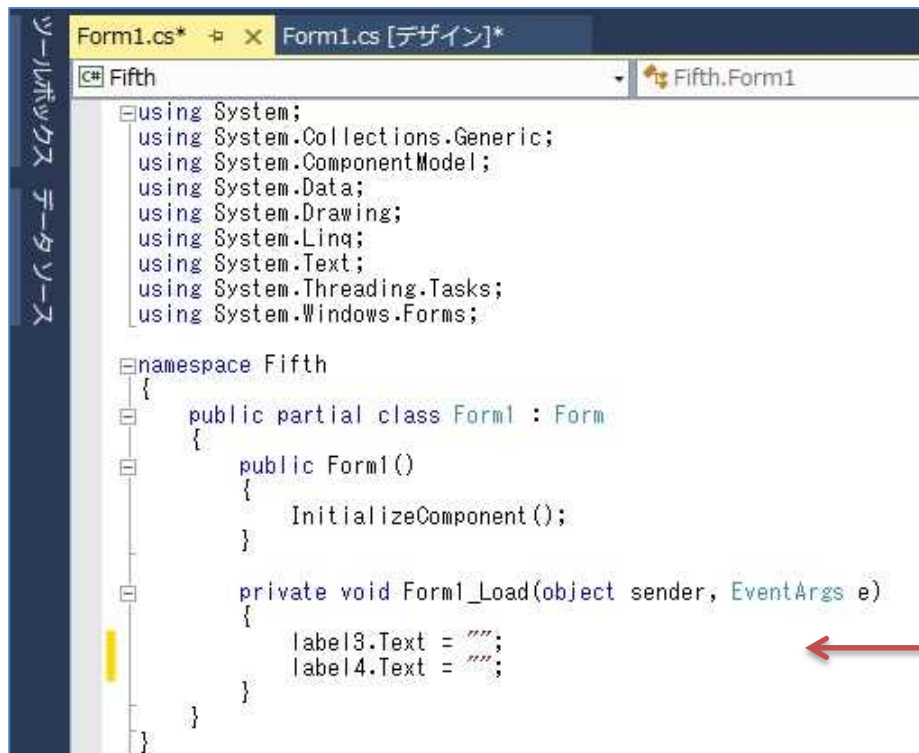 ツールボックス データソース
Form1.cs* Form1.cs [デザイン]*
C# Fifth Fifth.Form1
using System;
using System.Collections.Generic;
using System.ComponentModel;
using System.Data;
using System.Drawing;
using System.Linq;
using System.Text;
using System.Threading.Tasks;
using System.Windows.Forms;
namespace Fifth
{
public partial class Form1 : Form
{
public Form1()
{
InitializeComponent();
}
private void Form1_Load(object sender, EventArgs e)
{
label3.Text = "";
label4.Text = "";
}
}
}